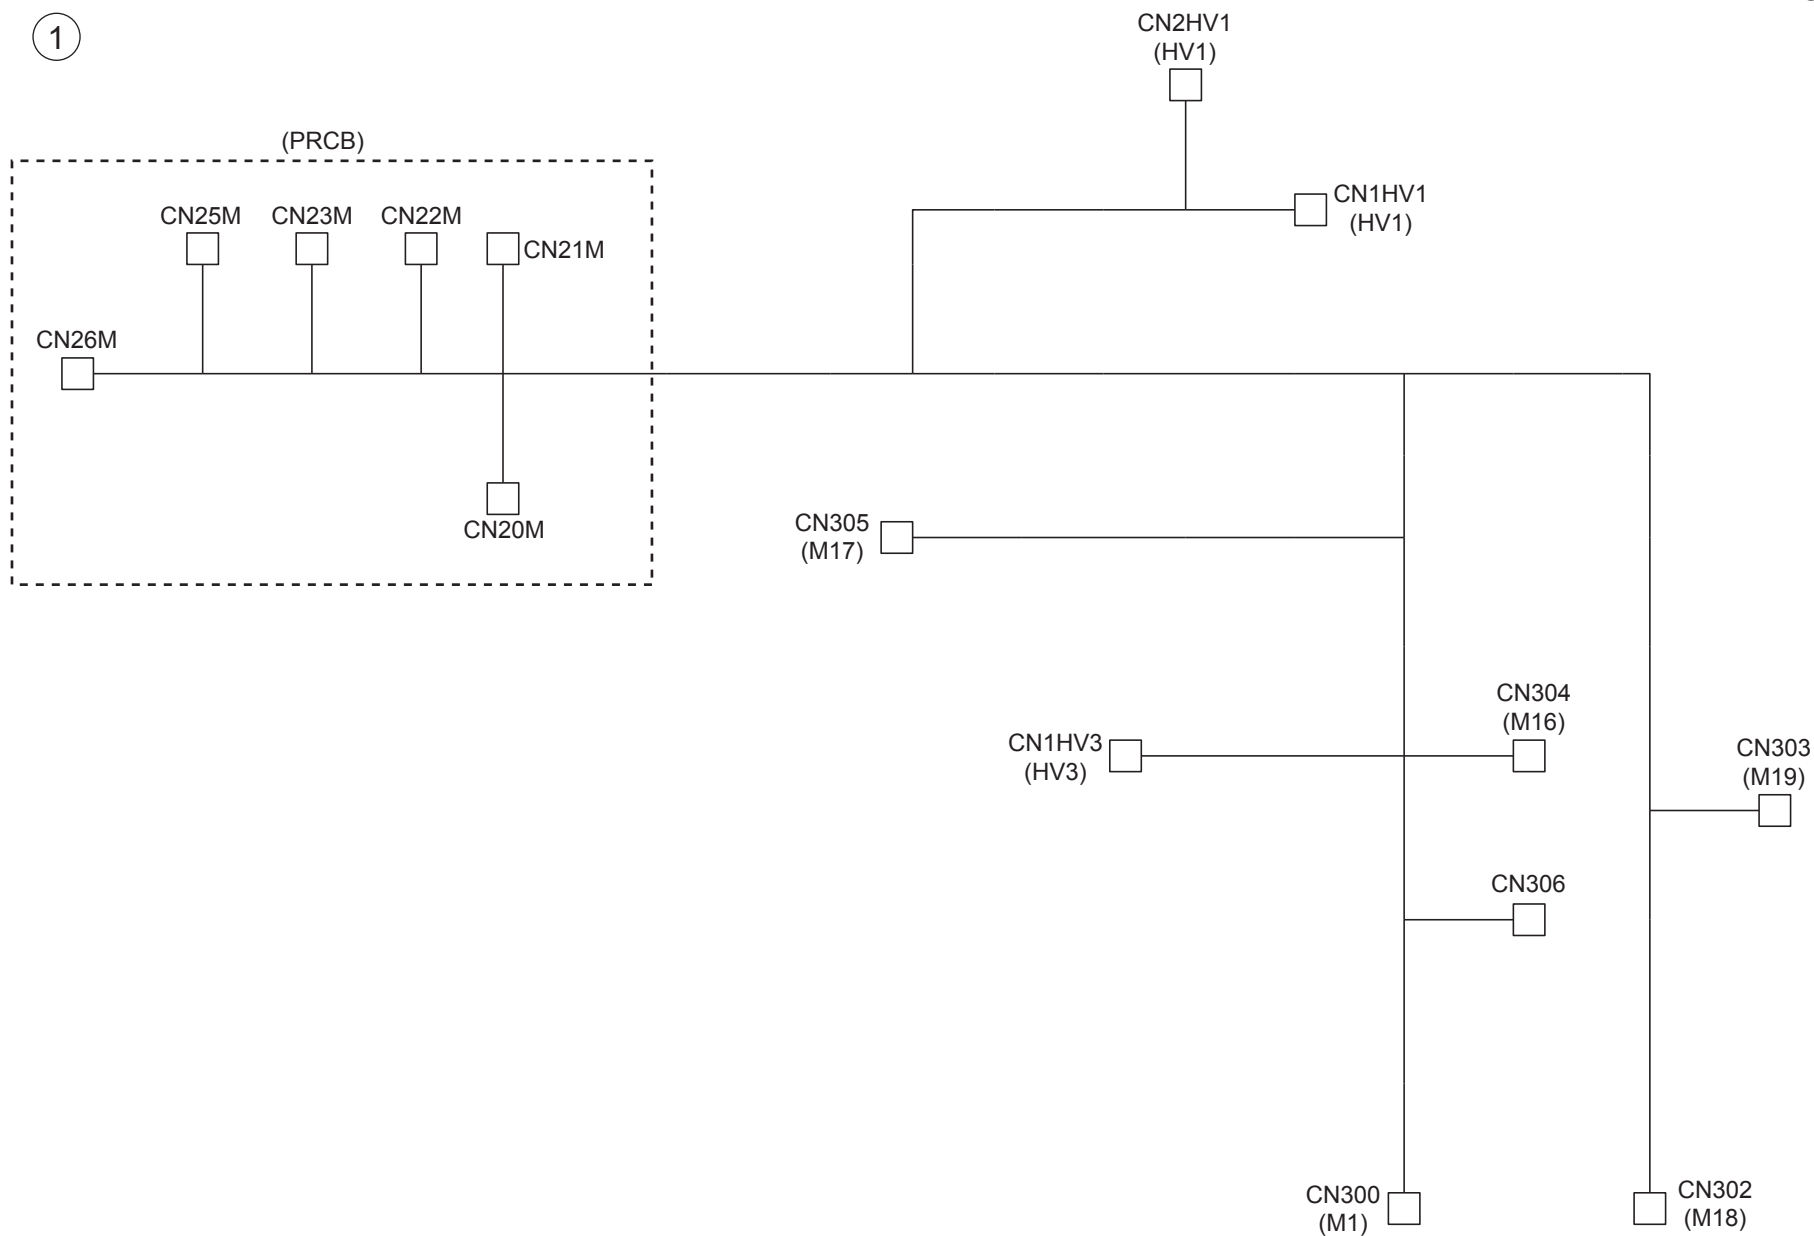 1
CN2HV1
(HV1)
(PRCB)
CN1HV1
(HV1)
CN25M
CN23M
CN22M
CN21M
CN26M
CN20M
CN305
(M17)
CN304
(M16)
CN1HV3
(HV3)
CN303
(M19)
CN306
CN300
(M1)
CN302
(M18)